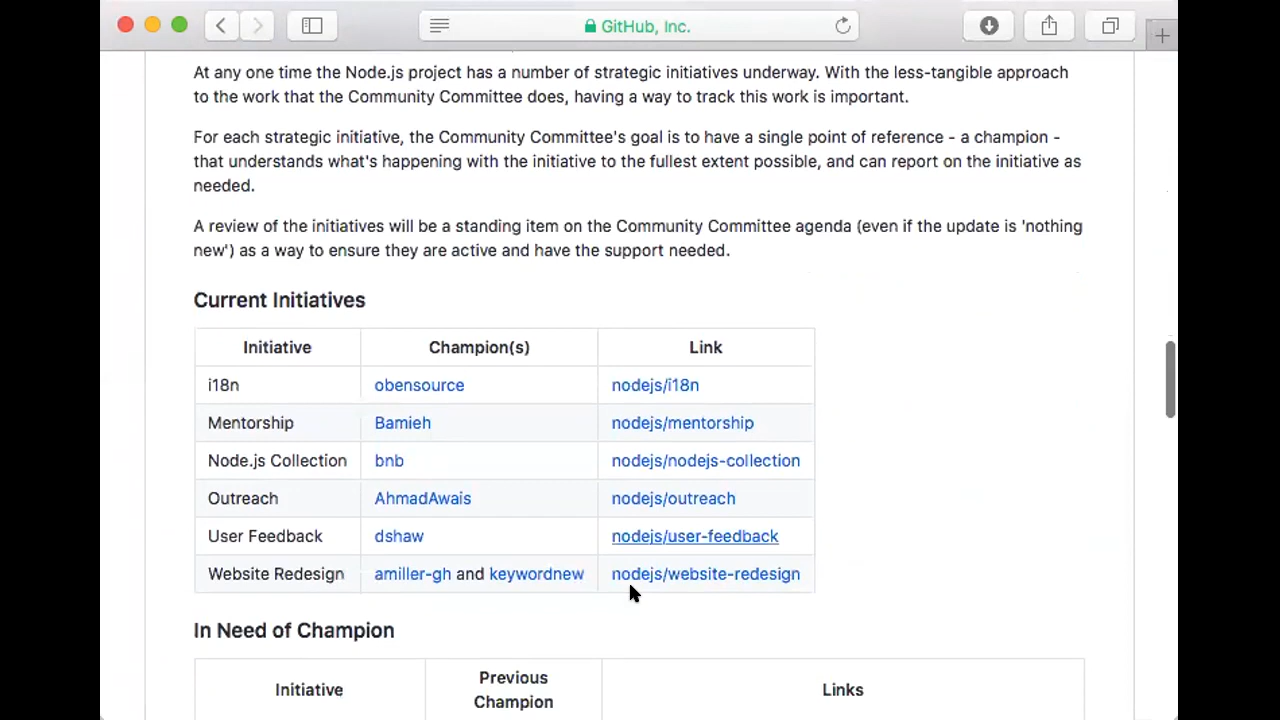 GitHub, Inc.
At any one time the Node.js project has a number of strategic initiatives underway. With the less-tangible approach
to the work that the Community Committee does, having a way to track this work is important.
For each strategic initiative, the Community Committee's goal is to have a single point of reference - a champion -
that understands what's happening with the initiative to the fullest extent possible, and can report on the initiative as
needed.
A review of the initiatives will be a standing item on the Community Committee agenda (even if the update is 'nothing
new') as a way to ensure they are active and have the support needed.
Current Initiatives
Initiative Champion(s) Link
i18n obensource nodejs/i18n
Mentorship Bamieh nodejs/mentorship
Node.js Collection bnb nodejs/nodejs-collection
Outreach AhmadAwais nodejs/outreach
User Feedback dshaw nodejs/user-feedback
Website Redesign amiller-gh and keywordnew nodejs/website-redesign
In Need of Champion
Initiative Previous Champion Links